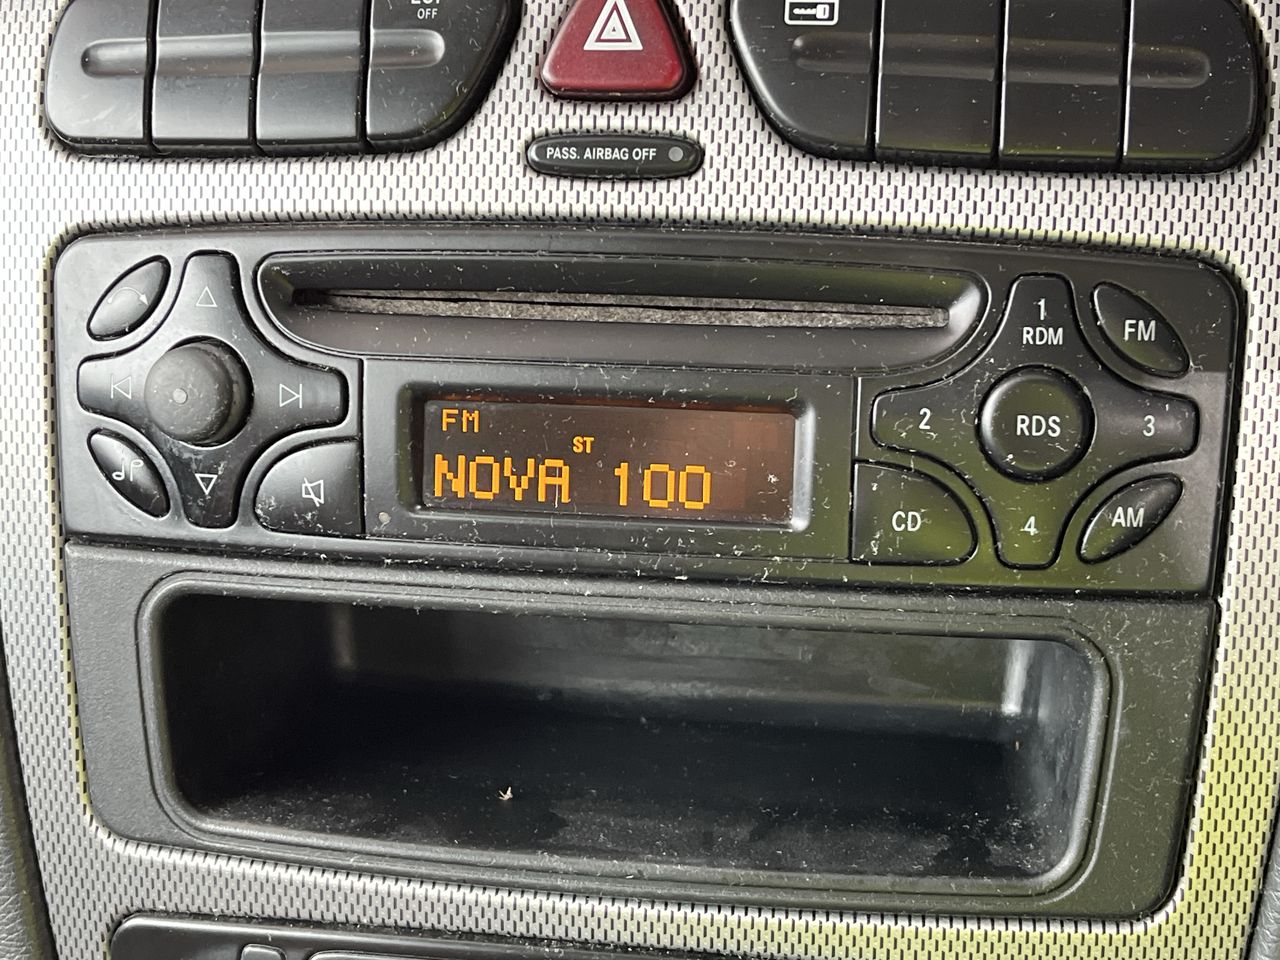 OFF
PASS. AIRBAG OFF
1
RDM
FM
2
RDS
3
FM
ST
NOVA 100
CD
4
AM